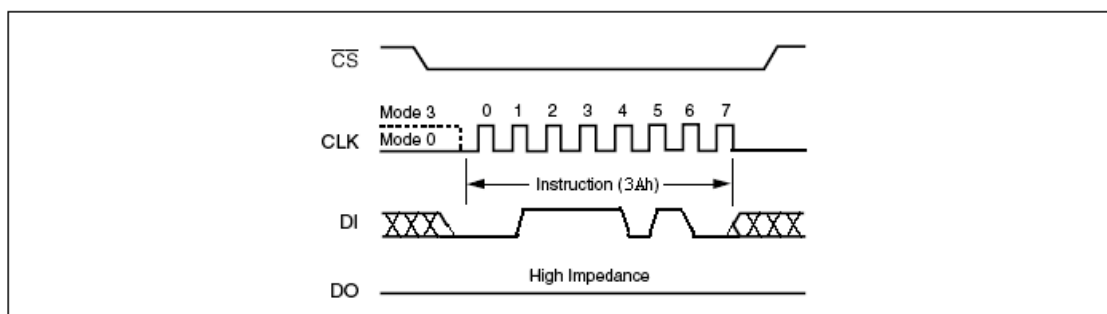 CS
Mode 3 0 1 2 3 4 5 6 7
CLK Mode 0
Instruction (3Ah)
DI
High Impedance
DO